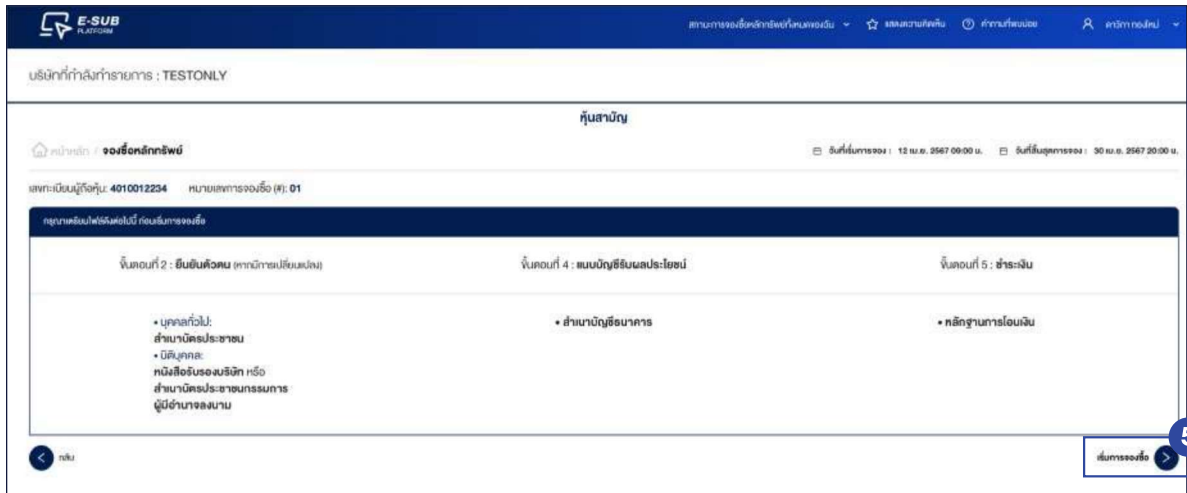 E-SUB
PLATFORM
สถานะการจองซื้อหลักทรัพย์ทั้งหมดของฉัน แสดงความคิดเห็น คำถามที่พบบ่อย
บริษัทที่กำลังทำรายการ : TESTONLY
หุ้นสามัญ
หน้าหลัก / จองซื้อหลักทรัพย์
วันที่เริ่มการจอง : 12 เม.ย. 2567 09:00 น. วันที่สิ้นสุดการจอง : 30 เม.ย. 2567 20:00 น.
เลขทะเบียนผู้ถือหุ้น: 4010012234 หมายเลขการจองซื้อ (#): 01
กรุณาเตรียมไฟล์ดังต่อไปนี้ ก่อนเริ่มการจองซื้อ
ขั้นตอนที่ 2 : ยืนยันตัวตน (หากมีการเปลี่ยนแปลง) ขั้นตอนที่ 4 : แนบบัญชีรับผลประโยชน์ ขั้นตอนที่ 5 : ชำระเงิน
• บุคคลทั่วไป:
สำเนาบัตรประชาชน
• นิติบุคคล:
หนังสือรับรองบริษัท หรือ
สำเนาบัตรประชาชนกรรมการ
ผู้มีอำนาจลงนาม
• สำเนาบัญชีธนาคาร
• หลักฐานการโอนเงิน
กลับ
เริ่มการจองซื้อ
5